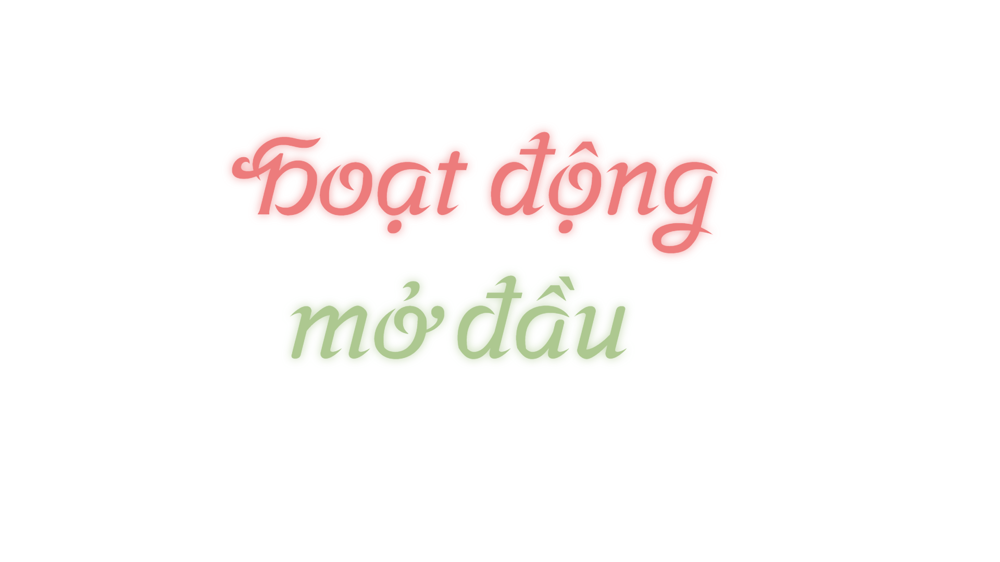 Hoạt động
mở đầu